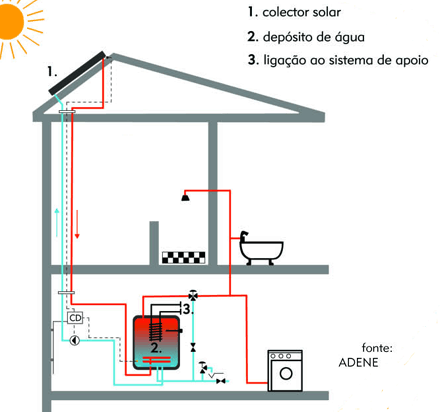 1. colector solar
2. depósito de água
3. ligação ao sistema de apoio
1.
3.
CD
2.
fonte:
ADENE